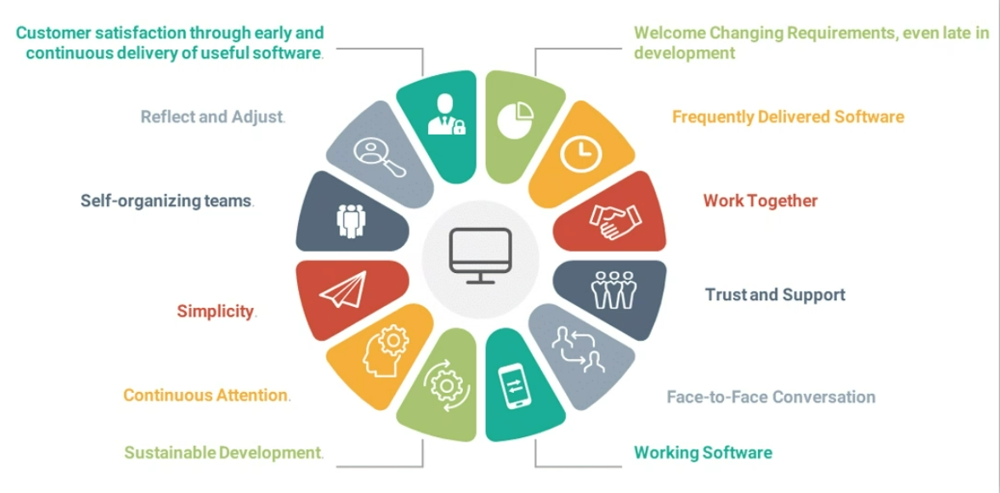 Customer satisfaction through early and
continuous delivery of useful software.
Welcome Changing Requirements, even late in
development
Reflect and Adjust.
Frequently Delivered Software
Self-organizing teams.
Work Together
Simplicity.
Trust and Support
Continuous Attention.
Face-to-Face Conversation
Sustainable Development.
Working Software